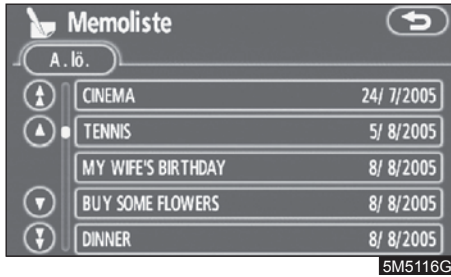 Memoliste
A.lö.
CINEMA 24/ 7/2005
TENNIS 5/ 8/2005
MY WIFE'S BIRTHDAY 8/ 8/2005
BUY SOME FLOWERS 8/ 8/2005
DINNER 8/ 8/2005
5M5116G